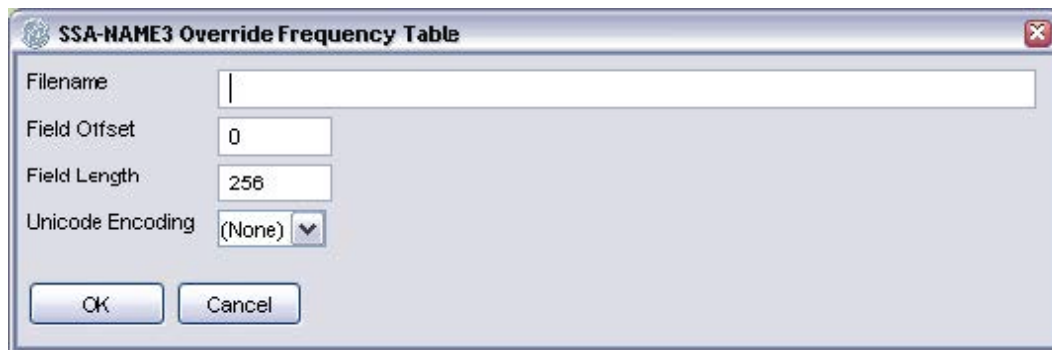 SSA-NAME3 Override Frequency Table
Filename
Field Offset
0
Field Length
256
Unicode Encoding
(None)
OK
Cancel